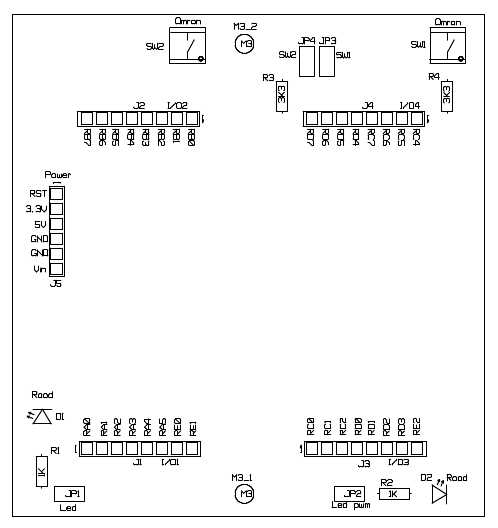 Omron
SW2
M3_2
M3
JP4 JP3
SW2
SW1
Omron
SW1
R3
3K3
R4
3K3
J2 I/O2
RB7 RB6 RB5 RB4 RB3 RB2 RB1 RB0
J4 I/O4
RD7 RD6 RD5 RD4 RC7 RC6 RC5 RC4
Power
RST
3.3V
5V
GND
GND
Vin
J5
Rood
D1
R1
1K
JP1
Led
RA0 RA1 RA2 RA3 RA4 RA5 RE0 RE1
J1 I/O1
M3_1
M3
RC0 RC1 RC2 RD0 RD1 RD2 RD3 RE2
J3 I/O3
JP2
Led pwm
R2
1K
D2 Rood